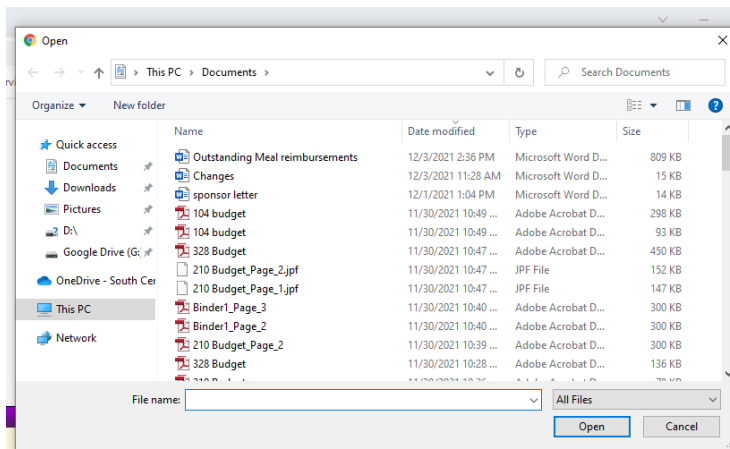 Open
This PC > Documents >
Search Documents
Organize
New folder
Name Date modified Type Size
Quick access
Documents
Downloads
Pictures
D:\
Google Drive (G:
OneDrive - South Cer
This PC
Network
Outstanding Meal reimbursements 12/3/2021 2:36 PM Microsoft Word D... 809 KB
Changes 12/3/2021 11:28 AM Microsoft Word D... 15 KB
sponsor letter 12/1/2021 1:04 PM Microsoft Word D... 14 KB
104 budget 11/30/2021 10:49 ... Adobe Acrobat D... 298 KB
104 budget 11/30/2021 10:49 ... Adobe Acrobat D... 93 KB
328 Budget 11/30/2021 10:47 ... Adobe Acrobat D... 450 KB
210 Budget_Page_2.jpf 11/30/2021 10:47 ... JPF File 152 KB
210 Budget_Page_1.jpf 11/30/2021 10:47 ... JPF File 147 KB
Binder1_Page_3 11/30/2021 10:40 ... Adobe Acrobat D... 300 KB
Binder1_Page_2 11/30/2021 10:40 ... Adobe Acrobat D... 300 KB
210 Budget_Page_2 11/30/2021 10:39 ... Adobe Acrobat D... 300 KB
328 Budget 11/30/2021 10:28 ... Adobe Acrobat D... 136 KB
File name:
All Files
Open
Cancel